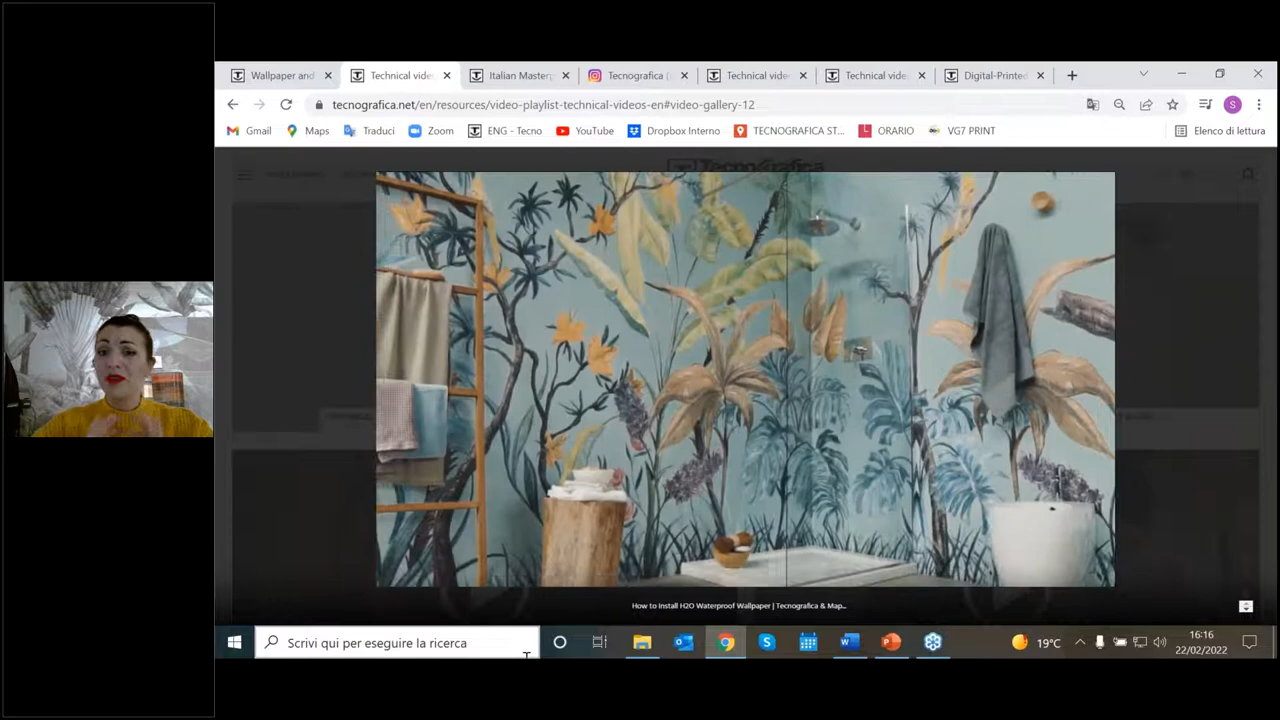 Wallpaper and
Technical vide
Italian Master
Tecnografica (
Technical video
Technical vide
Digital-Printed
tecnografica.net/en/resources/video-playlist-technical-videos-en#video-gallery-12
S
Gmail
Maps
Traduci
Zoom
ENG - Tecno
YouTube
Dropbox Interno
TECNOGRAFICA ST...
ORARIO
VG7 PRINT
Elenco di lettura
Tecnografica
How to Install H2O Waterproof Wallpaper | Tecnografica & Map...
Scrivi qui per eseguire la ricerca
19°C
16:16
22/02/2022